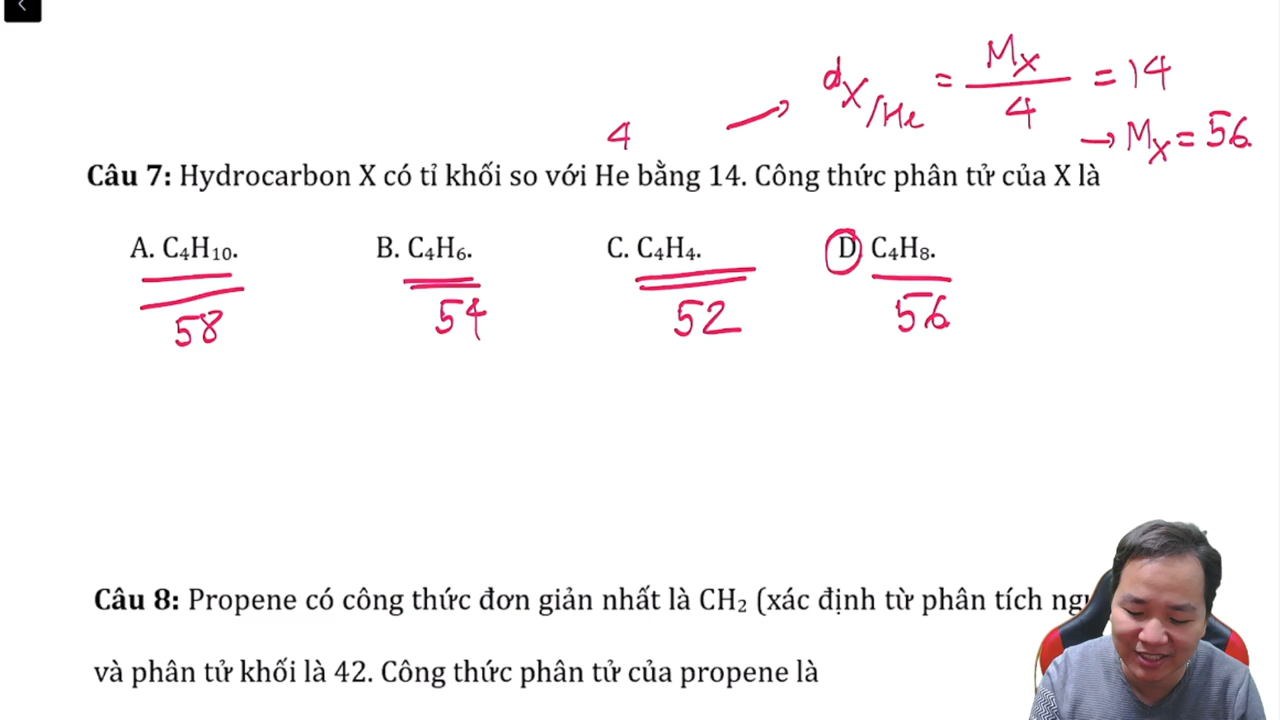 d X/He = Mx/4 = 14
4
→ Mx = 56
Câu 7: Hydrocarbon X có tỉ khối so với He bằng 14. Công thức phân tử của X là
A. C₄H₁₀. B. C₄H₆. C. C₄H₄. D C₄H₈.
58 54 52 56
Câu 8: Propene có công thức đơn giản nhất là CH₂ (xác định từ phân tích
và phân tử khối là 42. Công thức phân tử của propene là